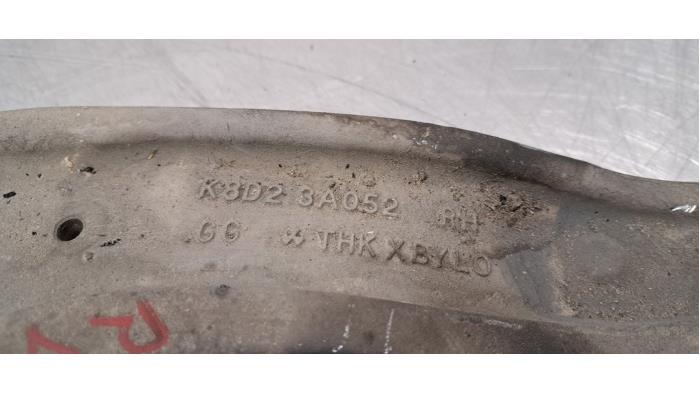 K8D2 3A052 RH
GG THK XBYLO
P